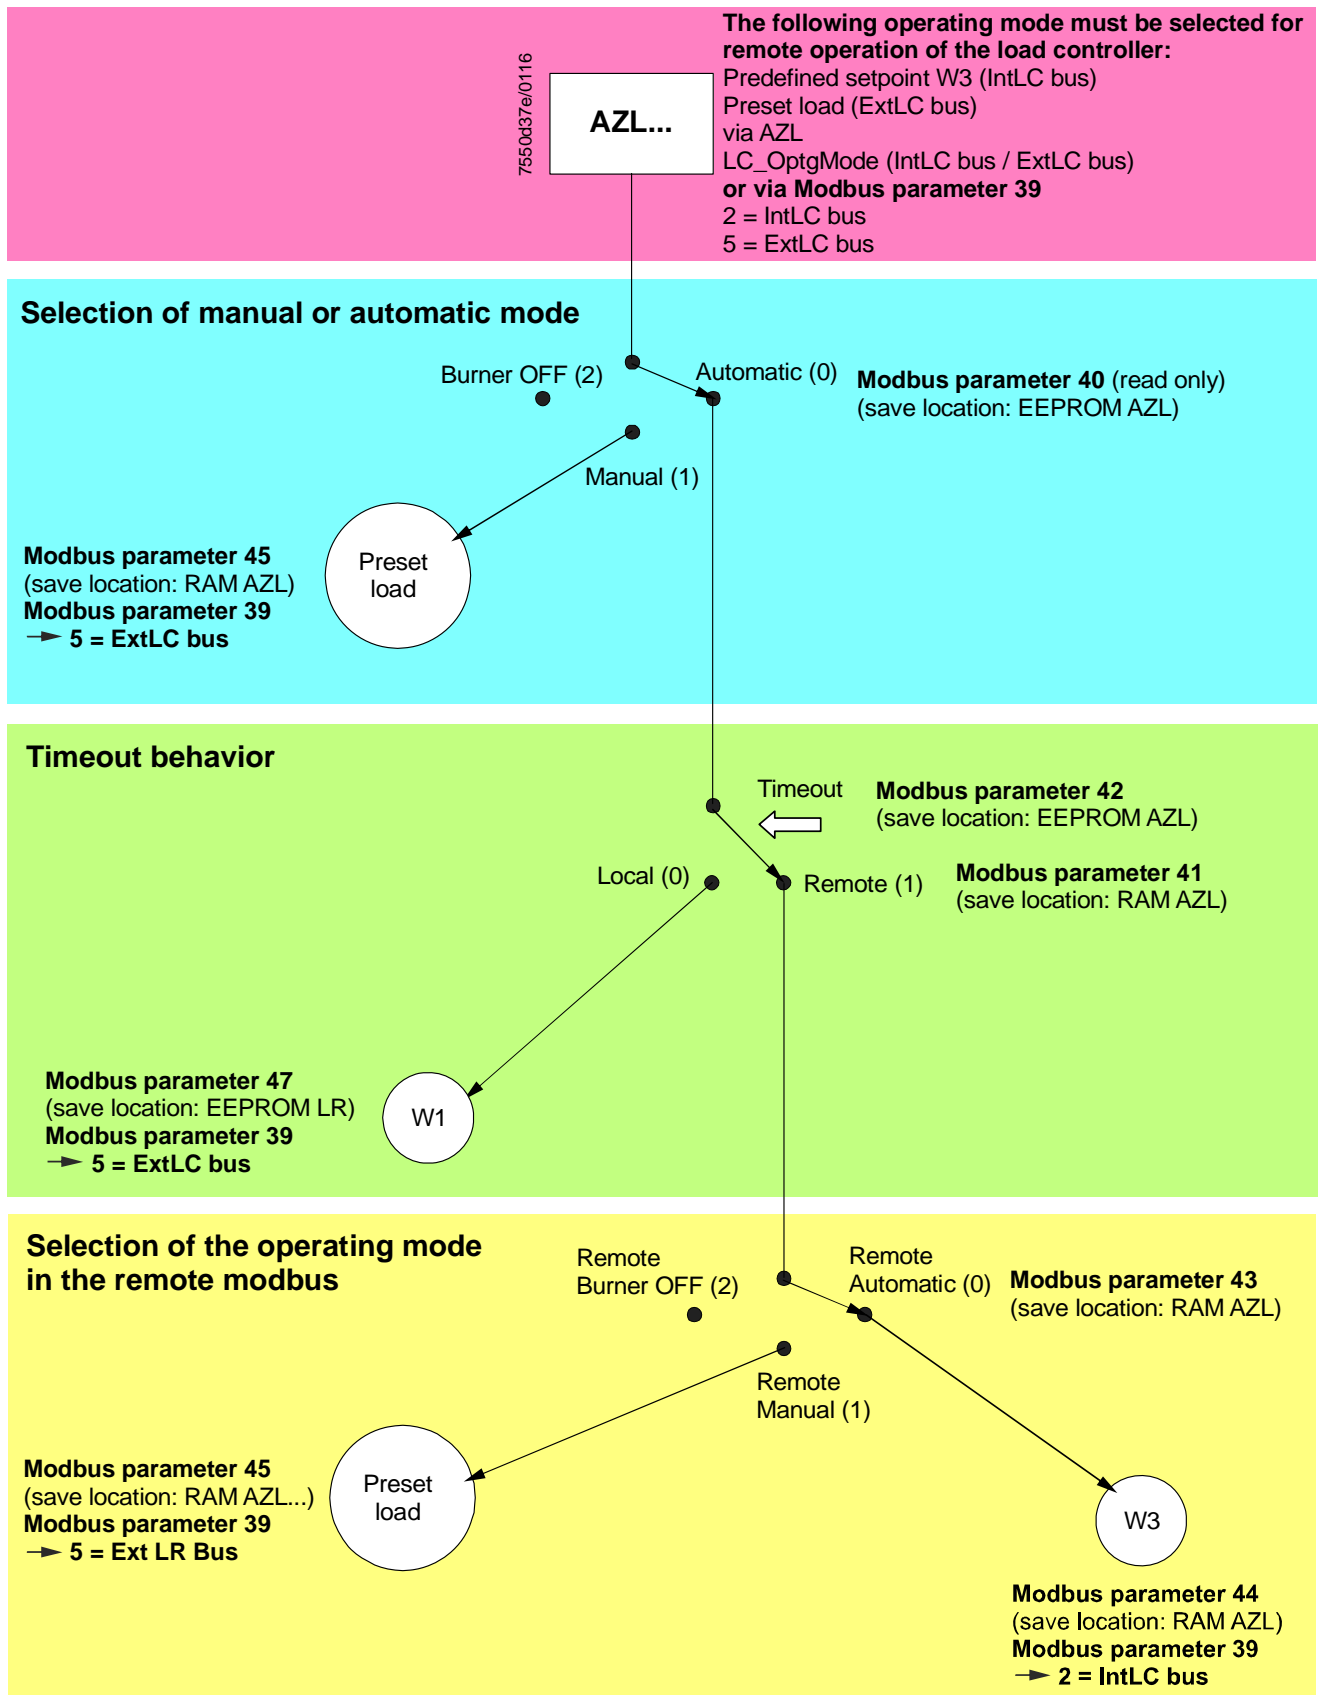 The following operating mode must be selected for
remote operation of the load controller:
Predefined setpoint W3 (IntLC bus)
Preset load (ExtLC bus)
via AZL
LC_OptgMode (IntLC bus / ExtLC bus)
or via Modbus parameter 39
2 = IntLC bus
5 = ExtLC bus
7550d37e/0116
AZL...
Selection of manual or automatic mode
Burner OFF (2)
Automatic (0)
Modbus parameter 40 (read only)
(save location: EEPROM AZL)
Manual (1)
Modbus parameter 45
(save location: RAM AZL)
Modbus parameter 39
5 = ExtLC bus
Preset
load
Timeout behavior
Timeout
Modbus parameter 42
(save location: EEPROM AZL)
Local (0)
Remote (1)
Modbus parameter 41
(save location: RAM AZL)
Modbus parameter 47
(save location: EEPROM LR)
Modbus parameter 39
5 = ExtLC bus
W1
Selection of the operating mode
in the remote modbus
Remote
Burner OFF (2)
Remote
Automatic (0)
Modbus parameter 43
(save location: RAM AZL)
Remote
Manual (1)
Modbus parameter 45
(save location: RAM AZL...)
Modbus parameter 39
5 = Ext LR Bus
Preset
load
W3
Modbus parameter 44
(save location: RAM AZL)
Modbus parameter 39
2 = IntLC bus